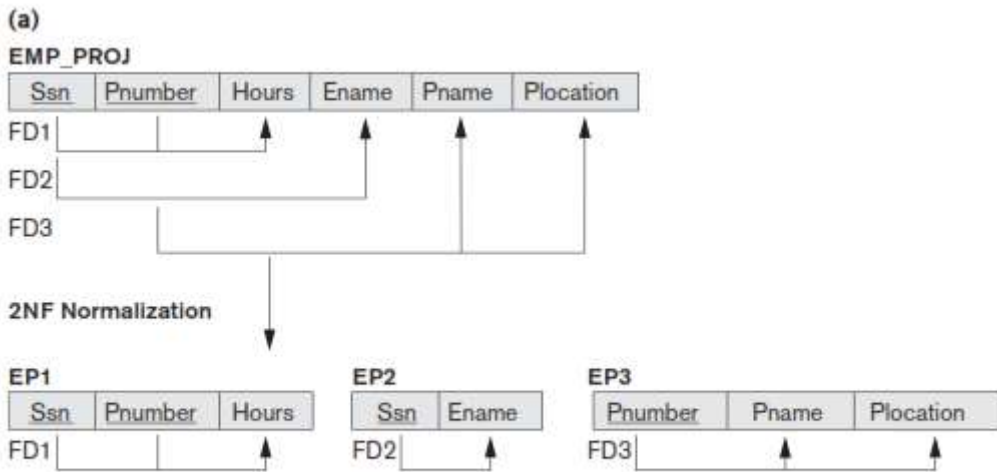 (a)
EMP_PROJ
Ssn Pnumber Hours Ename Pname Plocation
FD1
FD2
FD3
2NF Normalization
EP1 EP2 EP3
Ssn Pnumber Hours Ssn Ename Pnumber Pname Plocation
FD1 FD2 FD3